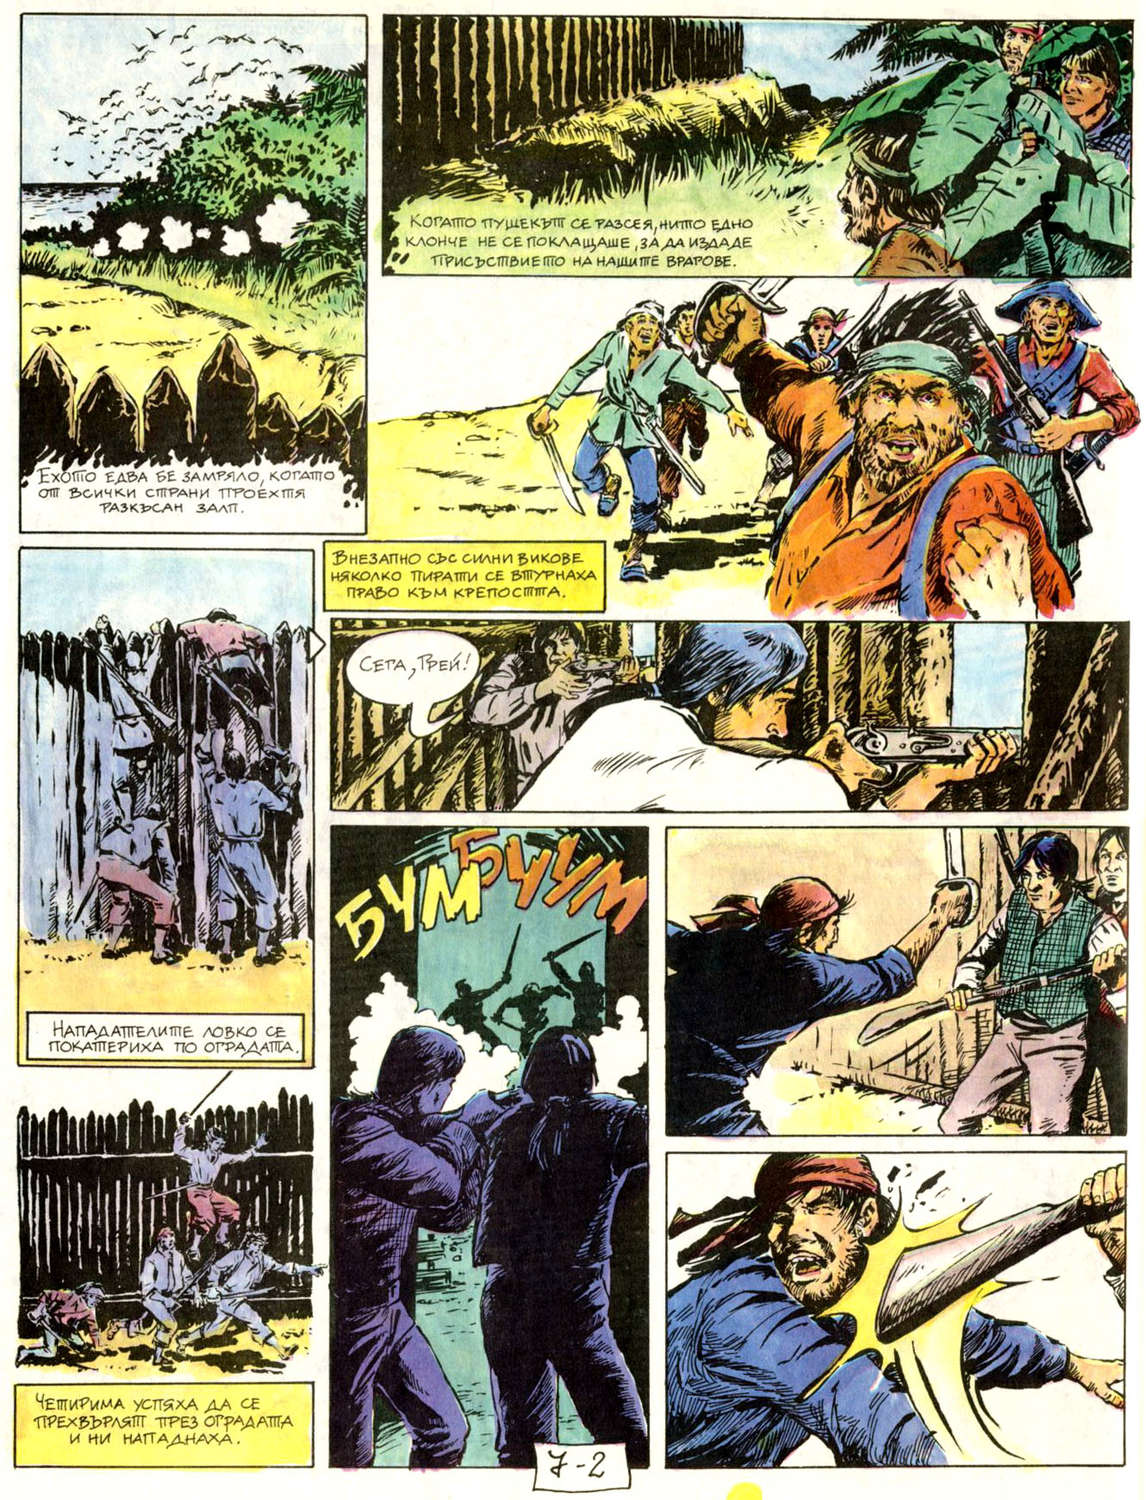 Ехото едва бе замряло, когато
от всички страни проехтя
разкъсан залп.
Когато пушекът се разсея, нито едно
клонче не се поклащаше, за да издаде
присъствието на нашите врагове.
Внезапно със силни викове
няколко пирати се втурнаха
право към крепостта.
Нападателите ловко се
покатериха по оградата.
Четирима успяха да се
прехвърлят през оградата
и ни нападнаха.
Сега, Грей!
БУМ
БУУУМ
7-2